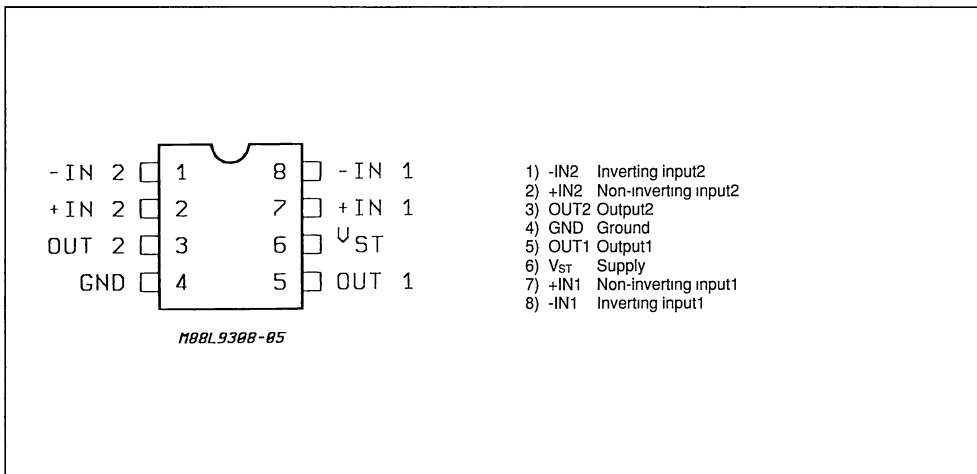 -IN 2 1 8 -IN 1
+IN 2 2 7 +IN 1
OUT 2 3 6 VST
GND 4 5 OUT 1
M88L9308-05
1) -IN2 Inverting input2
2) +IN2 Non-inverting input2
3) OUT2 Output2
4) GND Ground
5) OUT1 Output1
6) VST Supply
7) +IN1 Non-inverting input1
8) -IN1 Inverting input1